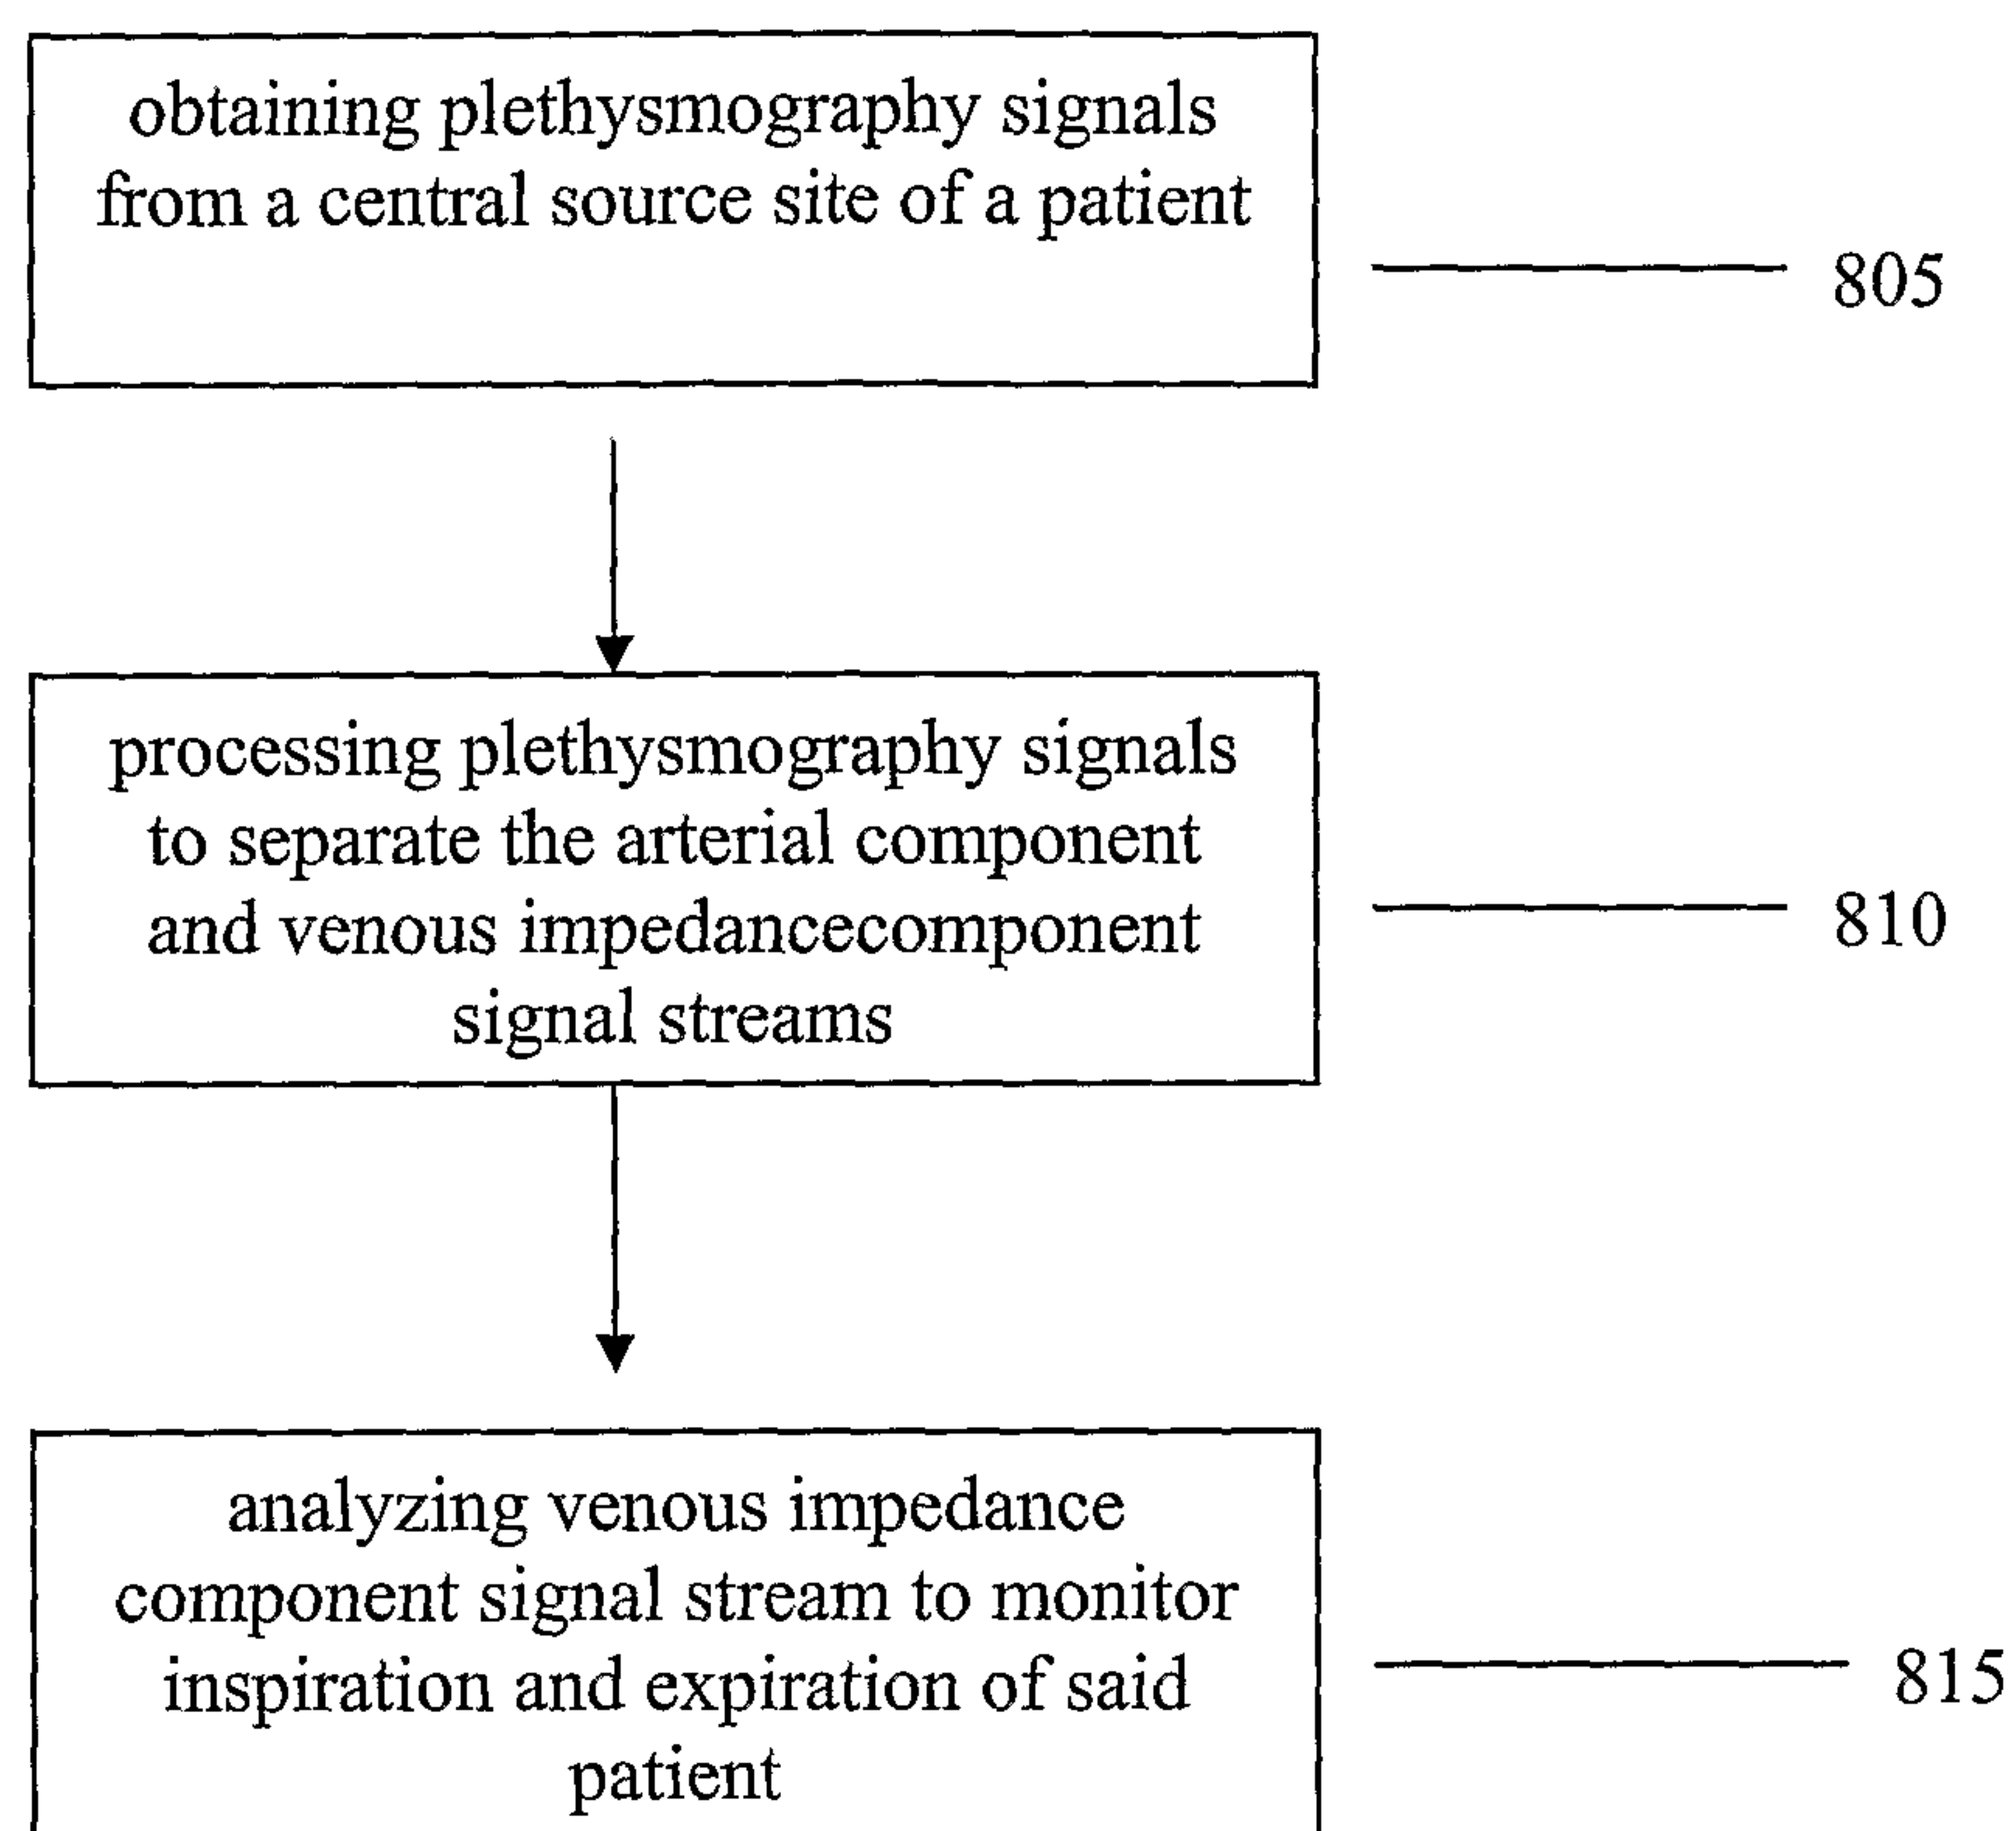 obtaining plethysmography signals
from a central source site of a patient
805
processing plethysmography signals
to separate the arterial component
and venous impedancecomponent
signal streams
810
analyzing venous impedance
component signal stream to monitor
inspiration and expiration of said
patient
815